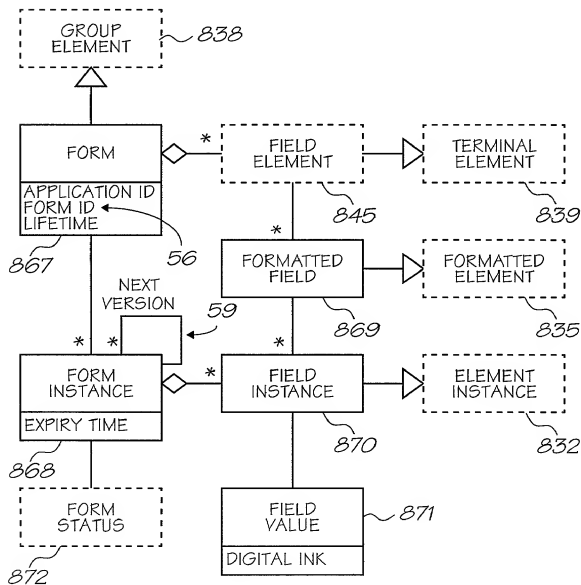 GROUP
ELEMENT
838
FORM
*
FIELD
ELEMENT
TERMINAL
ELEMENT
APPLICATION ID
FORM ID
LIFETIME
845
839
867
56
*
FORMATTED
FIELD
FORMATTED
ELEMENT
NEXT
VERSION
59
869
835
*
*
*
FORM
INSTANCE
*
FIELD
INSTANCE
ELEMENT
INSTANCE
EXPIRY TIME
870
832
868
FORM
STATUS
FIELD
VALUE
871
872
DIGITAL INK